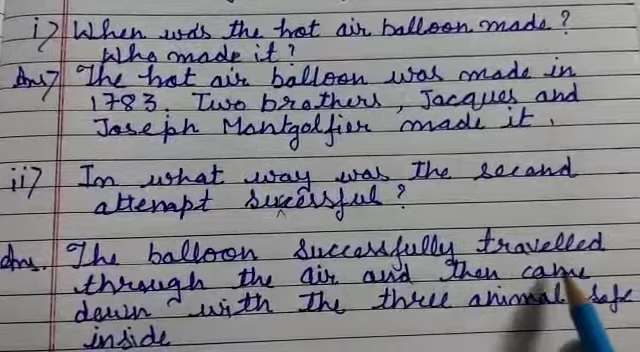 i) When was the hot air balloon made?
Who made it?
Ans) The hot air balloon was made in
1783. Two brothers, Jacques and
Joseph Mantgolfier made it.
ii) In what way was the second
attempt successful?
Ans. The balloon successfully travelled
through the air and then came
down with the three animal safe
inside